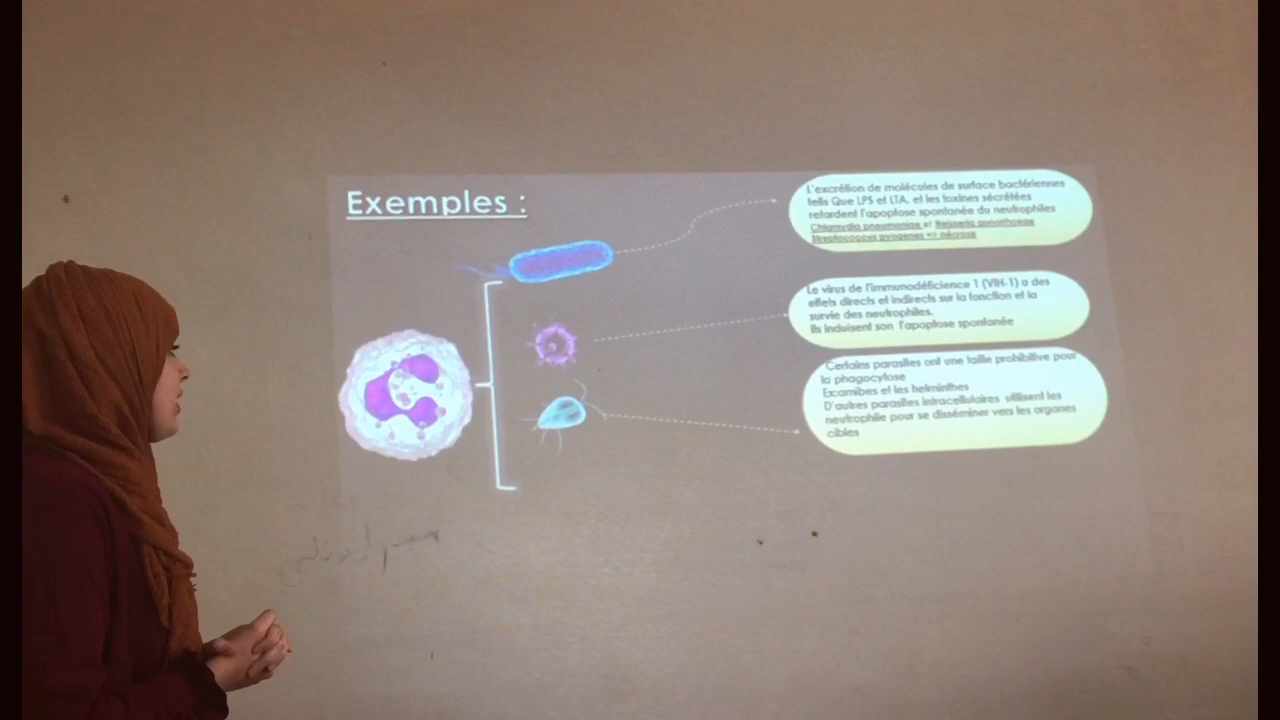 Exemples :
L'excrétion de molécules de surface bactériennes
tells Que LPS et LTA, et les toxines sécrétées
retardent l'apoptose spontanée du neutrophiles
Chlamydia pneumoniae et Neisseria gonorrhoeae
Streptococcus pyogenes => nécrose
Le virus de l'immunodéficience 1 (VIH-1) a des
effets directs et indirects sur la fonction et la
survie des neutrophiles.
Ils induisent son l'apoptose spontanée
Certains parasites ont une taille prohibitive pour
la phagocytose
Ex:amibes et les helminthes
D'autres parasites intracellulaires utilisent les
neutrophile pour se disséminer vers les organes
cibles